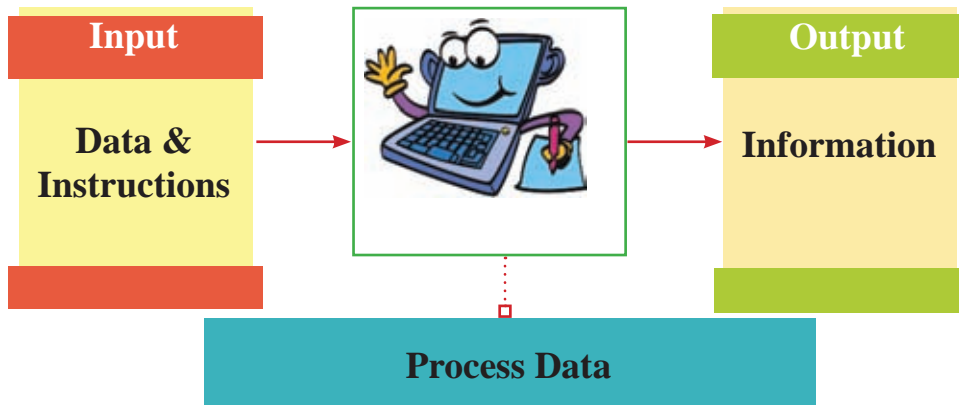 Input
Data &
Instructions
Output
Information
Process Data